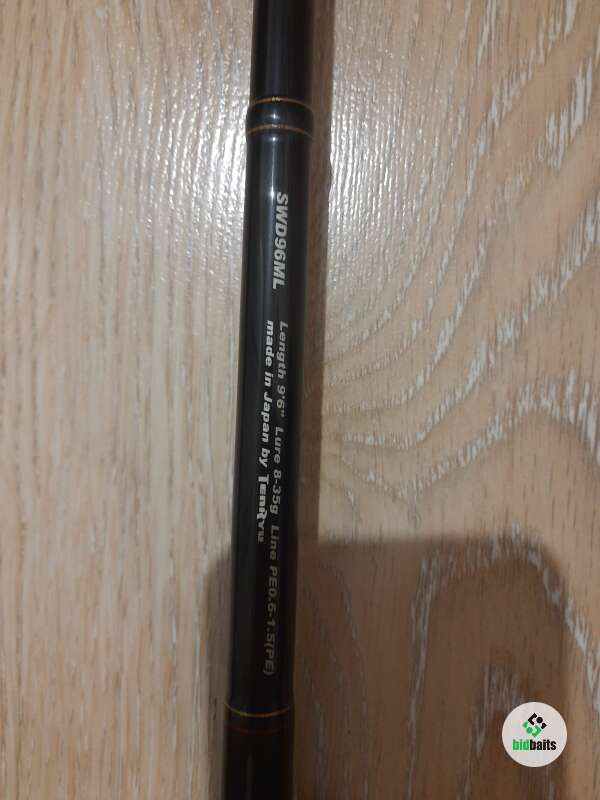 SWD96ML
Length 9'6" Lure 8-35g Line PE0.6-1.5(PE)
made in Japan by TENRYU
bidbaits